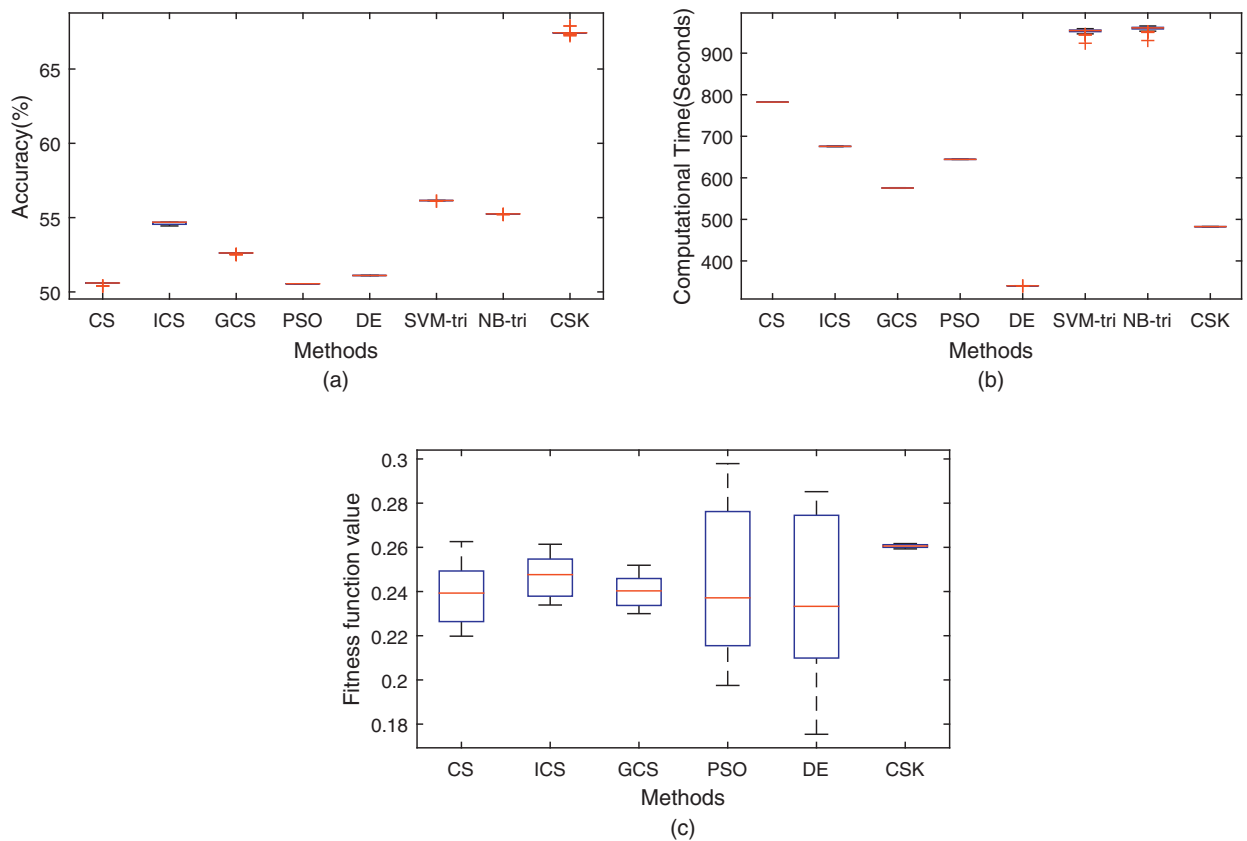 Accuracy(%)
65
60
55
50
CS ICS GCS PSO DE SVM-tri NB-tri CSK
Methods
(a)
Computational Time(Seconds)
900
800
700
600
500
400
CS ICS GCS PSO DE SVM-tri NB-tri CSK
Methods
(b)
Fitness function value
0.3
0.28
0.26
0.24
0.22
0.2
0.18
CS ICS GCS PSO DE CSK
Methods
(c)